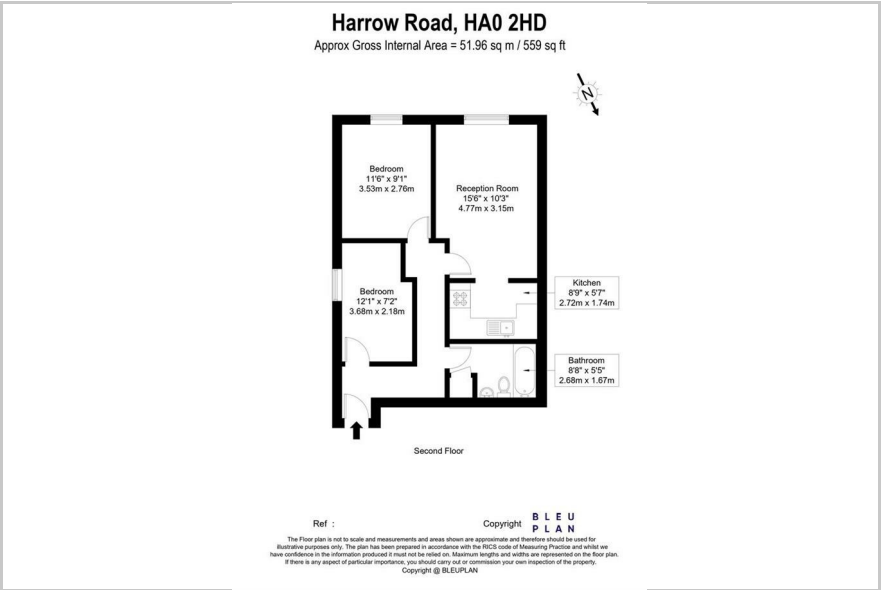 Harrow Road, HA0 2HD
Approx Gross Internal Area = 51.96 sq m / 559 sq ft
N
Bedroom
11'6" x 9'1"
3.53m x 2.76m
Reception Room
15'6" x 10'3"
4.77m x 3.15m
Kitchen
8'9" x 5'7"
2.72m x 1.74m
Bedroom
12'1" x 7'2"
3.68m x 2.18m
Bathroom
8'8" x 5'5"
2.68m x 1.67m
Second Floor
Ref :
Copyright
BLEU
PLAN
The Floor plan is not to scale and measurements and areas shown are approximate and therefore should be used for
illustrative purposes only. The plan has been prepared in accordance with the RICS code of Measuring Practice and whilst we
have confidence in the information produced it must not be relied on. Maximum lengths and widths are represented on the floor plan.
If there is any aspect of particular importance, you should carry out or commission your own inspection of the property.
Copyright @ BLEUPLAN